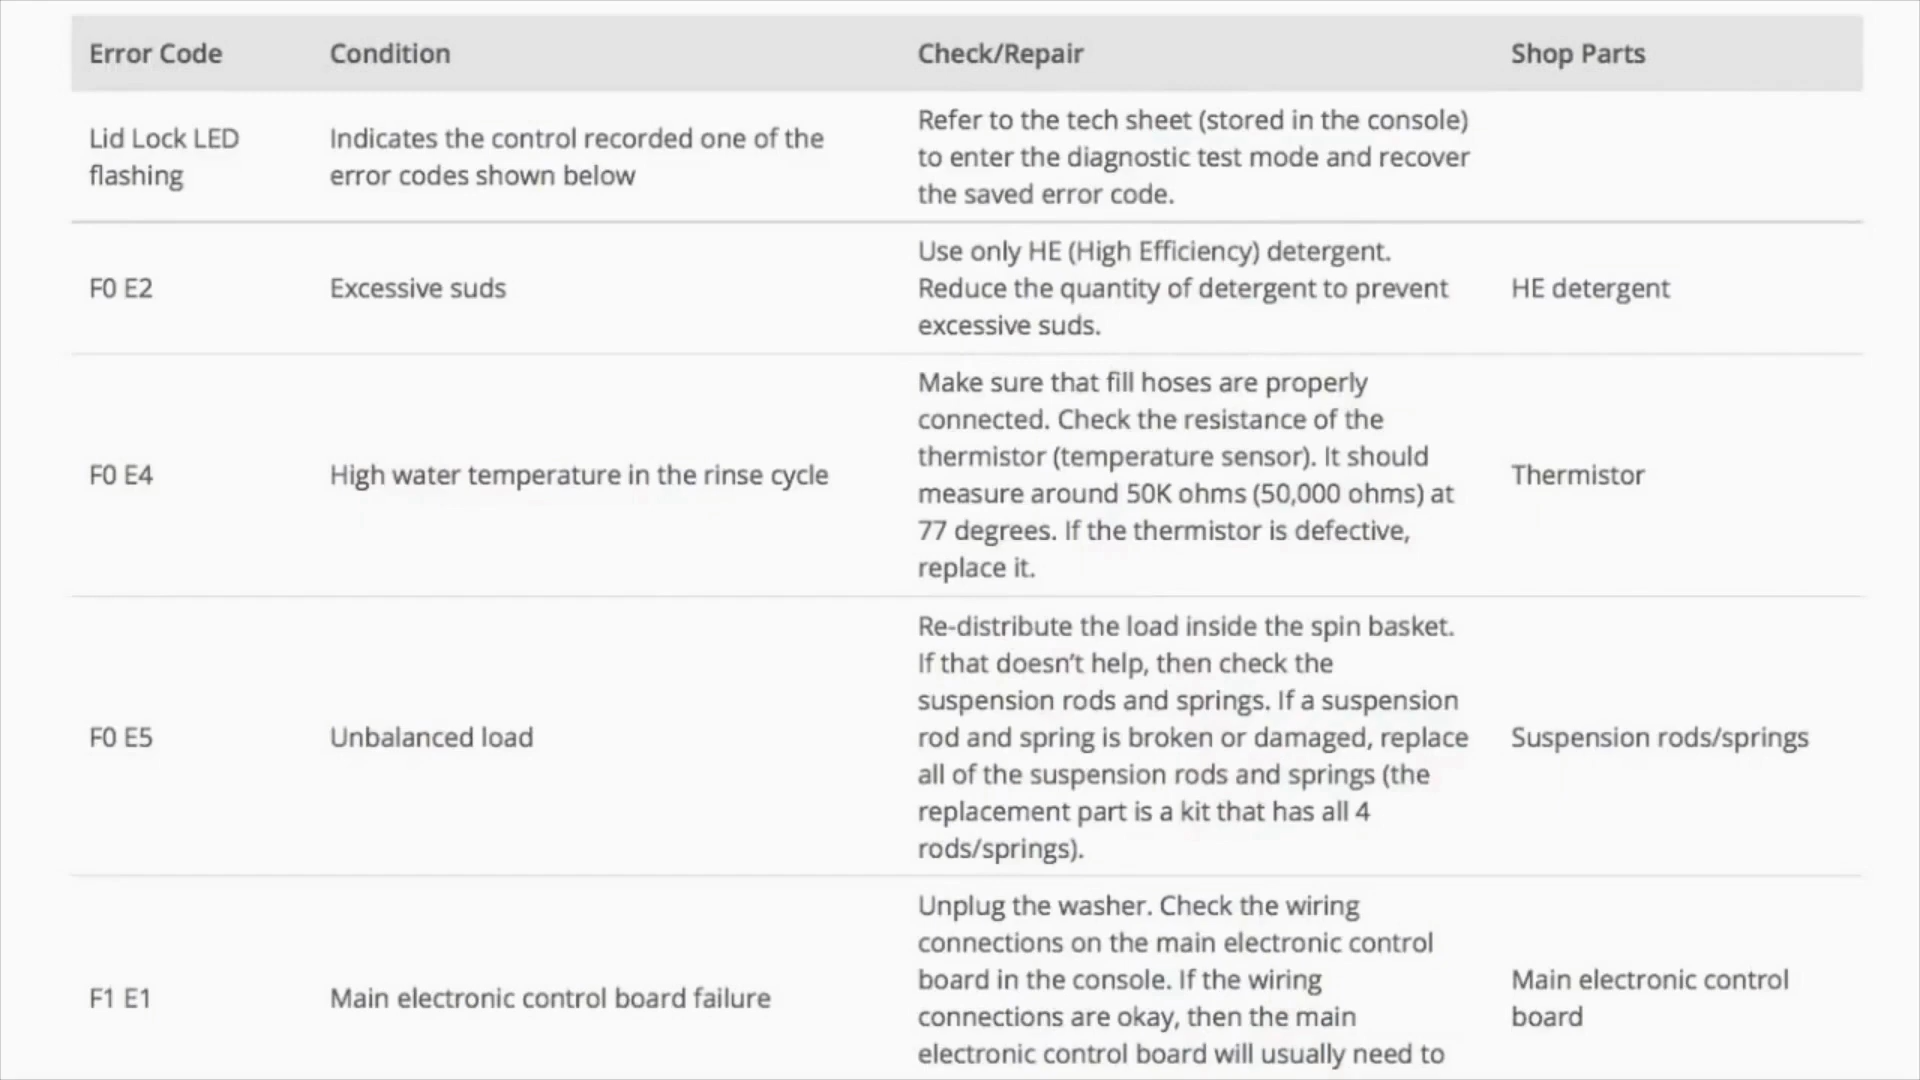 Error Code Condition Check/Repair Shop Parts
Lid Lock LED
flashing
Indicates the control recorded one of the
error codes shown below
Refer to the tech sheet (stored in the console)
to enter the diagnostic test mode and recover
the saved error code.
F0 E2
Excessive suds
Use only HE (High Efficiency) detergent.
Reduce the quantity of detergent to prevent
excessive suds.
HE detergent
F0 E4
High water temperature in the rinse cycle
Make sure that fill hoses are properly
connected. Check the resistance of the
thermistor (temperature sensor). It should
measure around 50K ohms (50,000 ohms) at
77 degrees. If the thermistor is defective,
replace it.
Thermistor
F0 E5
Unbalanced load
Re-distribute the load inside the spin basket.
If that doesn’t help, then check the
suspension rods and springs. If a suspension
rod and spring is broken or damaged, replace
all of the suspension rods and springs (the
replacement part is a kit that has all 4
rods/springs).
Suspension rods/springs
F1 E1
Main electronic control board failure
Unplug the washer. Check the wiring
connections on the main electronic control
board in the console. If the wiring
connections are okay, then the main
electronic control board will usually need to
Main electronic control
board